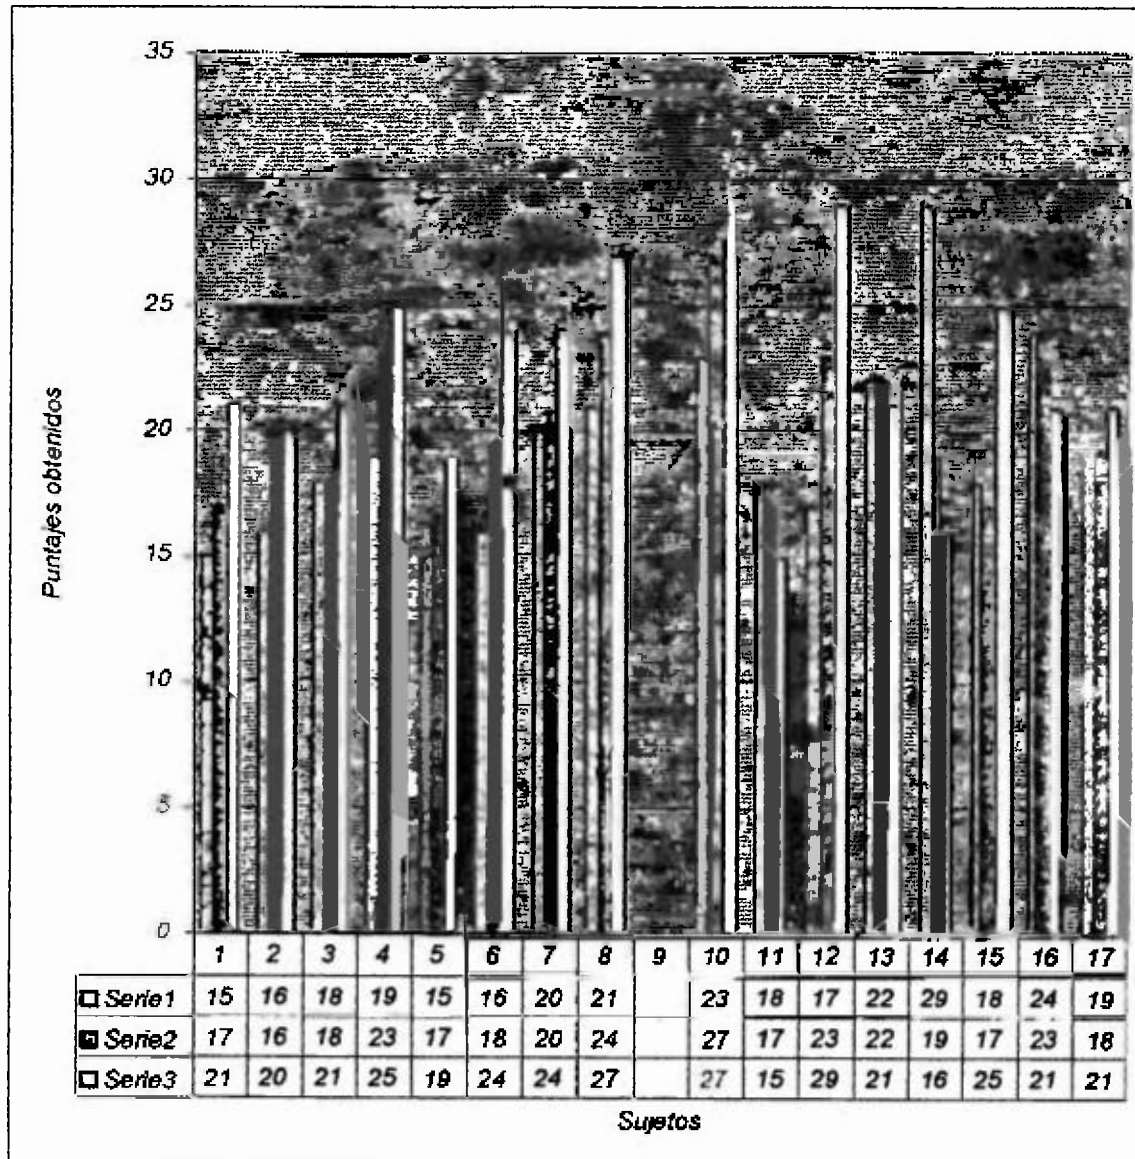 35
30
25
20
15
10
5
0
Puntajes obtenidos
1 2 3 4 5 6 7 8 9 10 11 12 13 14 15 16 17
Serie1 15 16 18 19 15 16 20 21 23 18 17 22 29 18 24 19
Serie2 17 16 18 23 17 18 20 24 27 17 23 22 19 17 23 18
Serie3 21 20 21 25 19 24 24 27 27 15 29 21 16 25 21 21
Sujetos